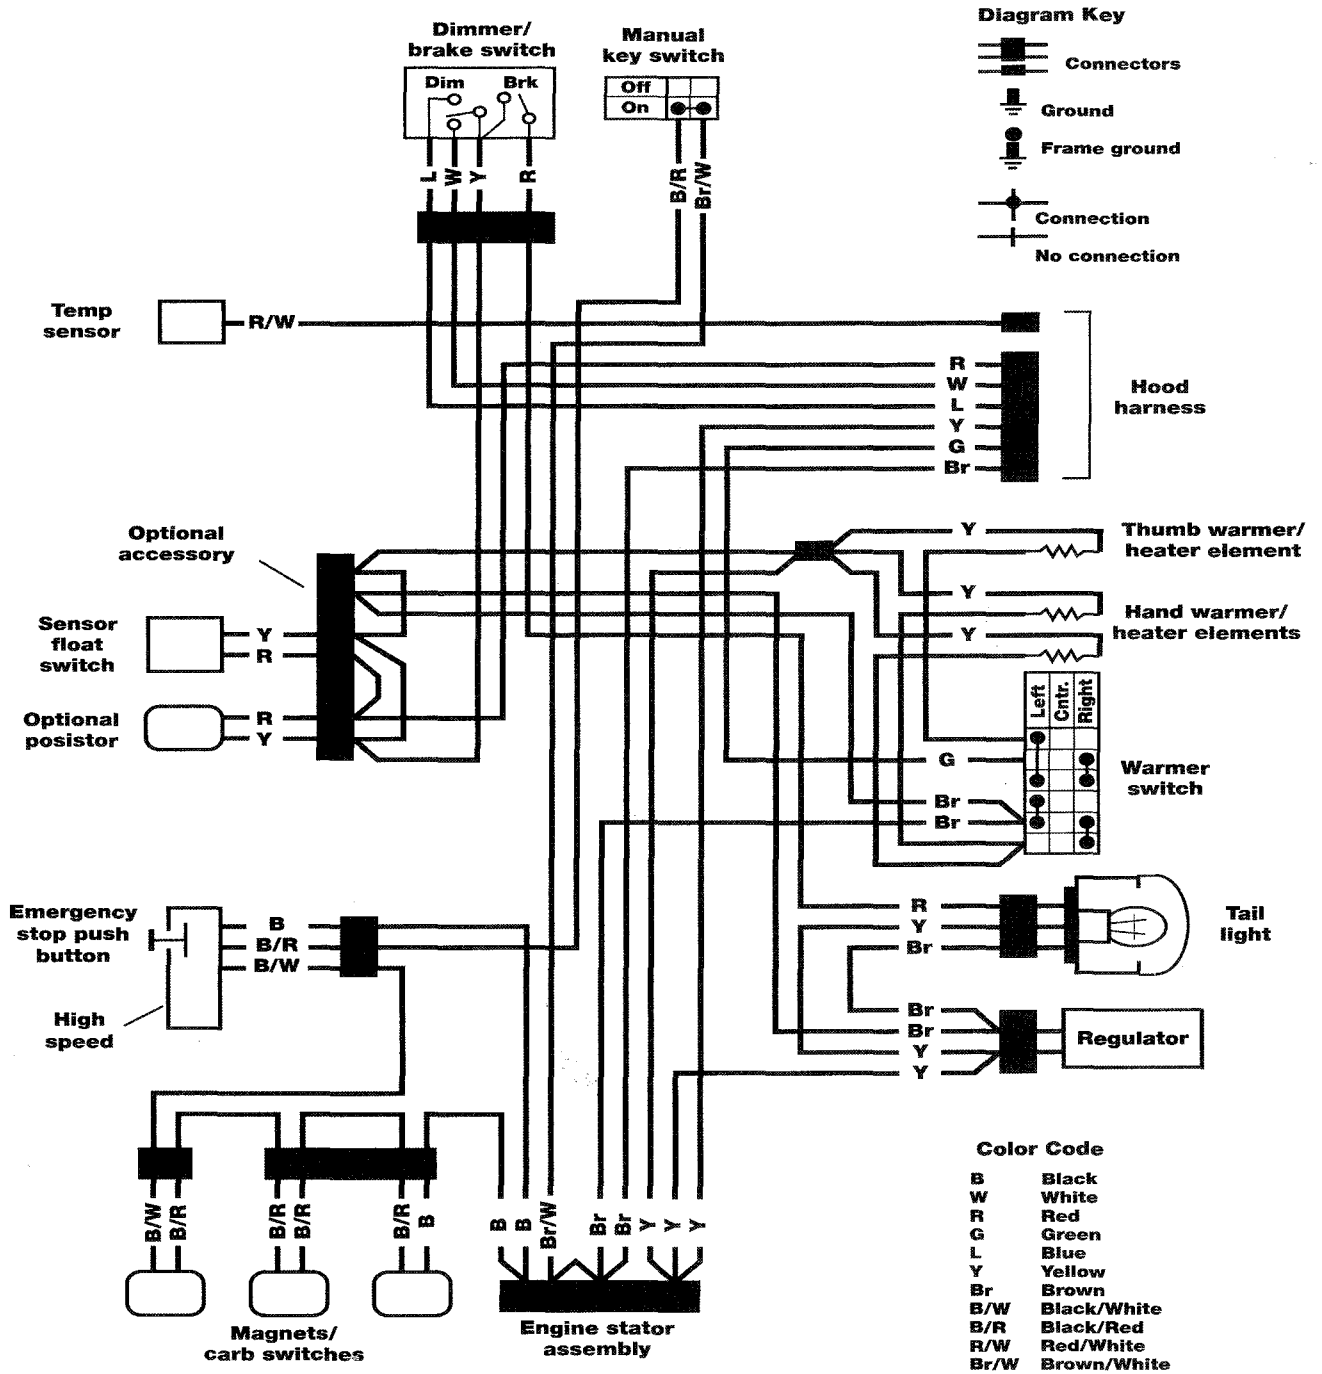 Dimmer/
brake switch
Dim
Brk
Manual
key switch
Off
On
Diagram Key
Connectors
Ground
Frame ground
Connection
No connection
L
W
Y
R
B/R
Br/W
Temp
sensor
R/W
R
W
L
Y
G
Br
Hood
harness
Optional
accessory
Y
Thumb warmer/
heater element
Y
Hand warmer/
heater elements
Y
Sensor
float
switch
Y
R
Optional
posistor
R
Y
Left
Cntr.
Right
G
Br
Br
Warmer
switch
Emergency
stop push
button
B
B/R
B/W
High
speed
R
Y
Br
Tail
light
Br
Br
Y
Y
Regulator
B/W
B/R
B/R
B/R
B/R
B
B
B
Br/W
Br
Br
Y
Y
Y
Magnets/
carb switches
Engine stator
assembly
Color Code
B Black
W White
R Red
G Green
L Blue
Y Yellow
Br Brown
B/W Black/White
B/R Black/Red
R/W Red/White
Br/W Brown/White